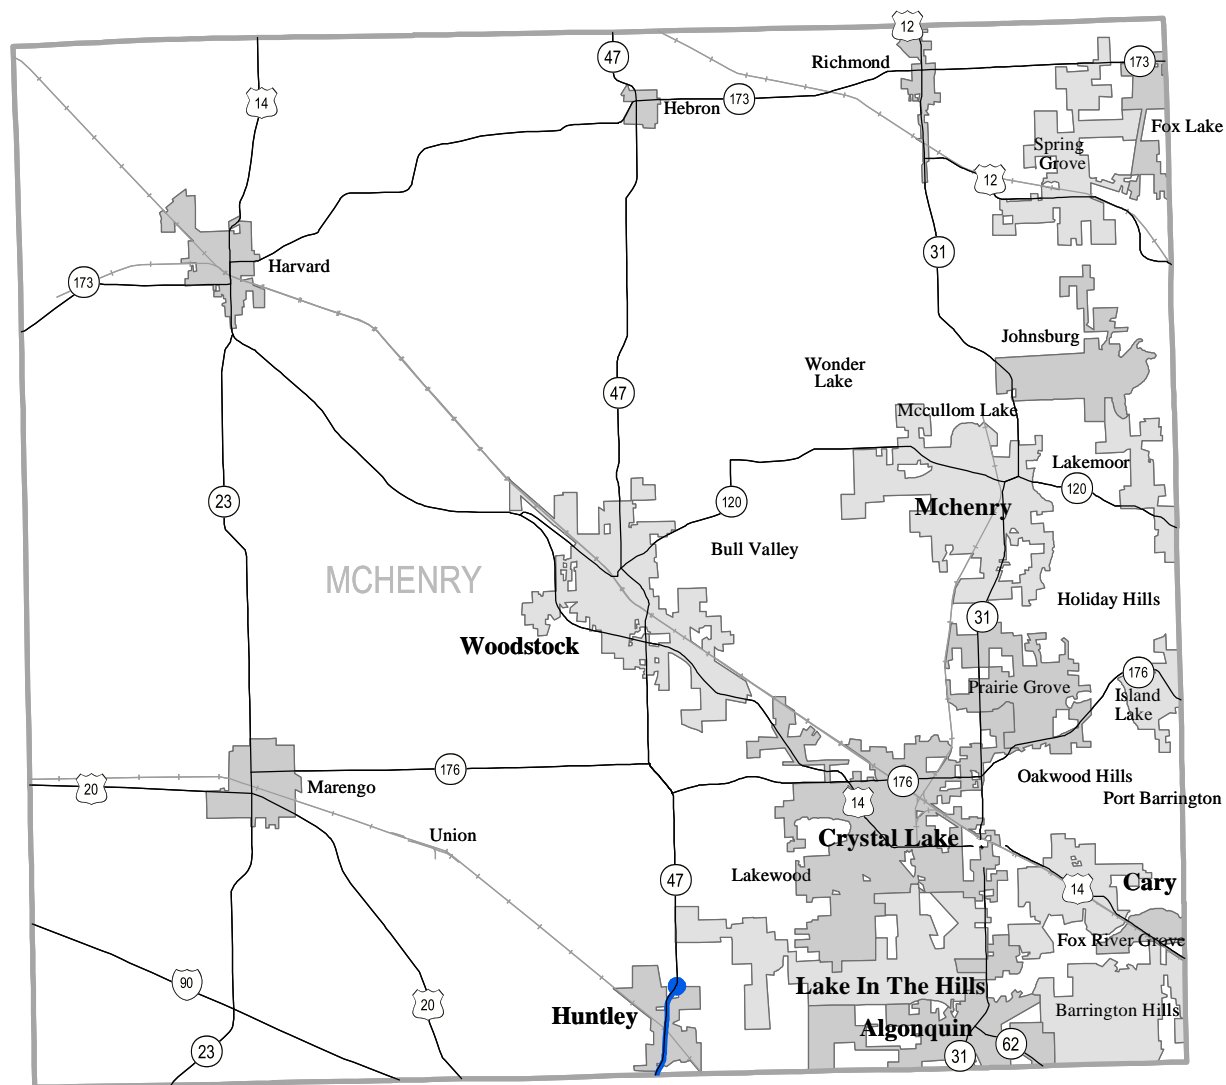 12
47
Richmond
173
14
173
Hebron
Fox Lake
Spring
Grove
12
31
Harvard
173
Johnsburg
Wonder
Lake
47
Mccullom Lake
Lakemoor
120
23
120
Mchenry
Bull Valley
MCHENRY
Holiday Hills
31
Woodstock
176
Prairie Grove
Island
Lake
176
Oakwood Hills
176
20
Marengo
14
Port Barrington
Union
Crystal Lake
Lakewood
47
14
Cary
Fox River Grove
90
Lake In The Hills
20
Huntley
Barrington Hills
Algonquin
23
62
31